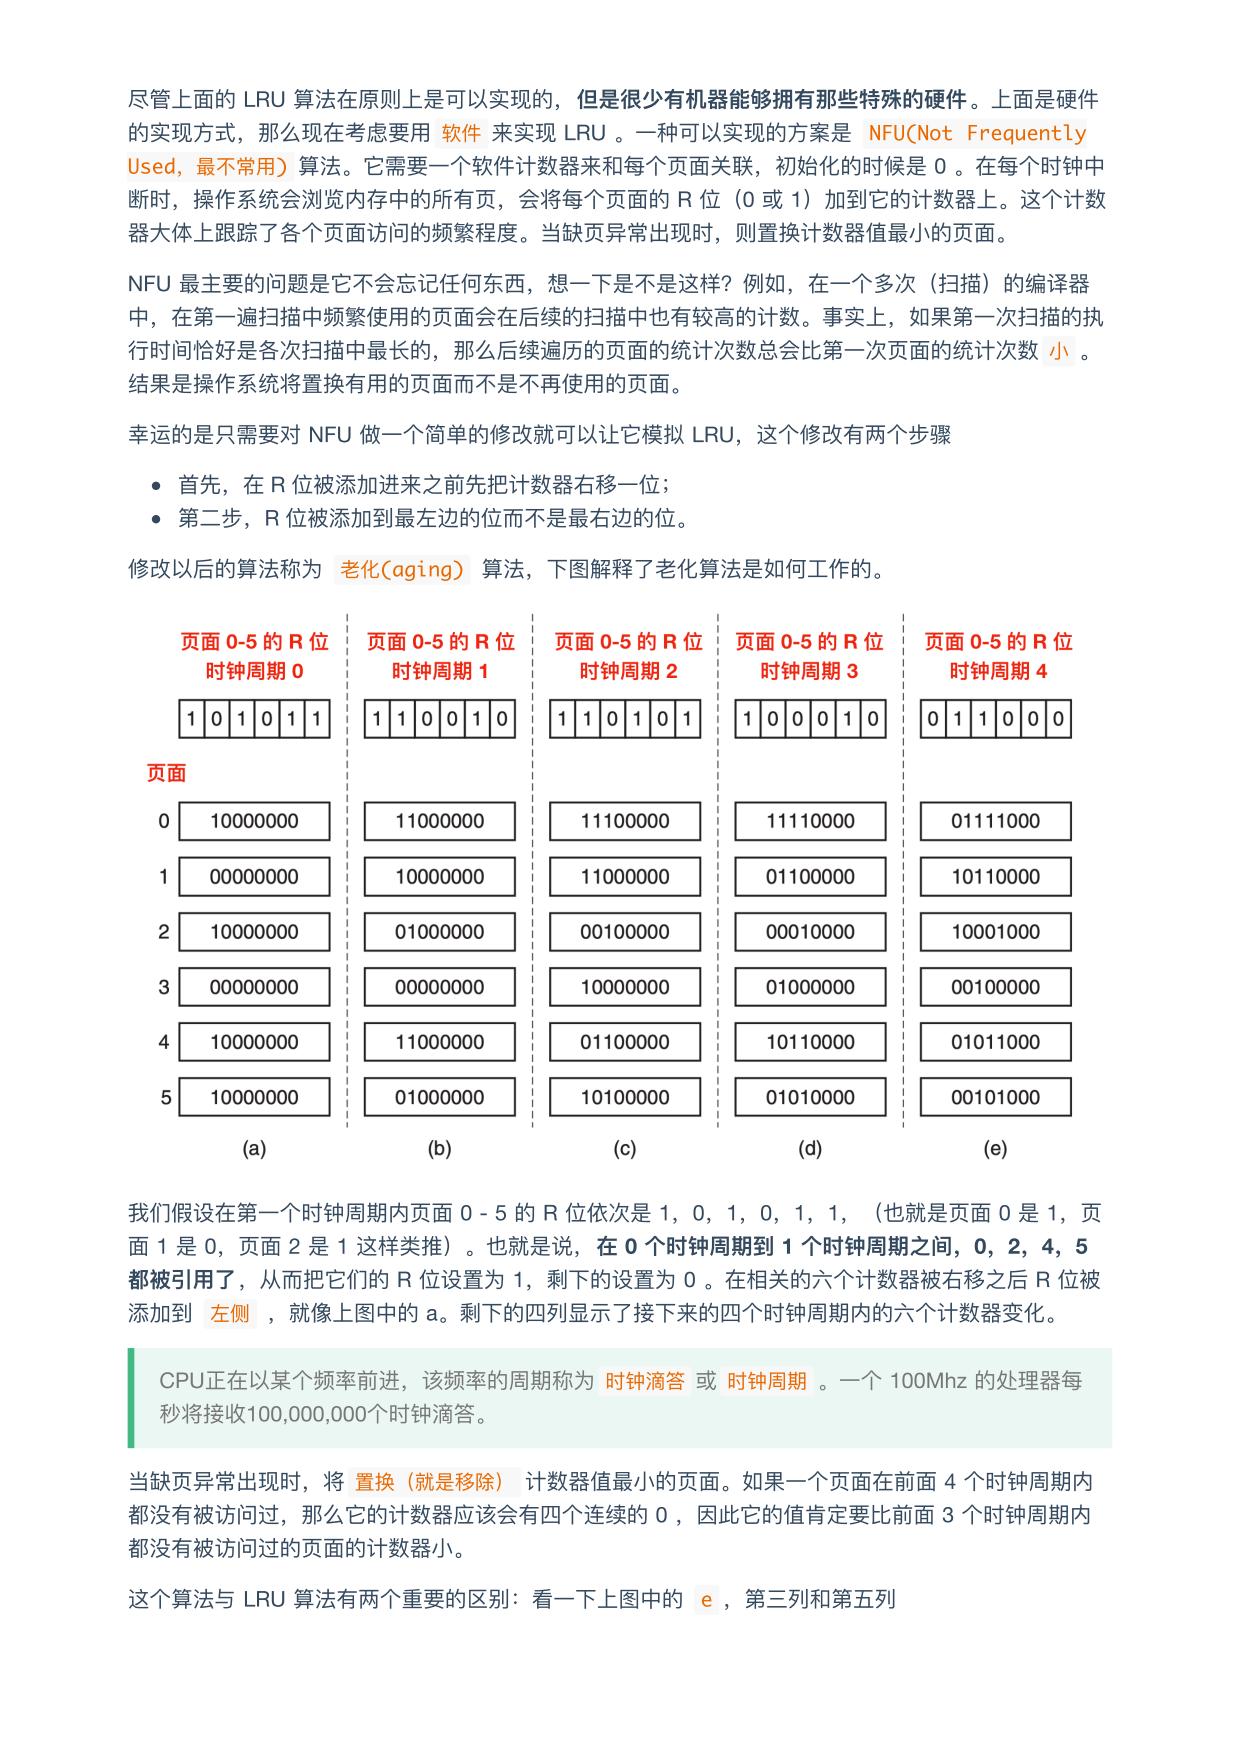 尽管上面的 LRU 算法在原则上是可以实现的，但是很少有机器能够拥有那些特殊的硬件。上面是硬件
的实现方式，那么现在考虑要用 软件 来实现 LRU 。一种可以实现的方案是 NFU(Not Frequently
Used，最不常用) 算法。它需要一个软件计数器来和每个页面关联，初始化的时候是 0 。在每个时钟中
断时，操作系统会浏览内存中的所有页，会将每个页面的 R 位（0 或 1）加到它的计数器上。这个计数
器大体上跟踪了各个页面访问的频繁程度。当缺页异常出现时，则置换计数器值最小的页面。
NFU 最主要的问题是它不会忘记任何东西，想一下是不是这样？例如，在一个多次（扫描）的编译器
中，在第一遍扫描中频繁使用的页面会在后续的扫描中也有较高的计数。事实上，如果第一次扫描的执
行时间恰好是各次扫描中最长的，那么后续遍历的页面的统计次数总会比第一次页面的统计次数 小 。
结果是操作系统将置换有用的页面而不是不再使用的页面。
幸运的是只需要对 NFU 做一个简单的修改就可以让它模拟 LRU，这个修改有两个步骤
● 首先，在 R 位被添加进来之前先把计数器右移一位；
● 第二步，R 位被添加到最左边的位而不是最右边的位。
修改以后的算法称为 老化(aging) 算法，下图解释了老化算法是如何工作的。
页面 0-5 的 R 位 页面 0-5 的 R 位 页面 0-5 的 R 位 页面 0-5 的 R 位 页面 0-5 的 R 位
时钟周期 0 时钟周期 1 时钟周期 2 时钟周期 3 时钟周期 4
1 0 1 0 1 1 1 1 0 0 1 0 1 1 0 1 0 1 1 0 0 0 1 0 0 1 1 0 0 0
页面
0 10000000 11000000 11100000 11110000 01111000
1 00000000 10000000 11000000 01100000 10110000
2 10000000 01000000 00100000 00010000 10001000
3 00000000 00000000 10000000 01000000 00100000
4 10000000 11000000 01100000 10110000 01011000
5 10000000 01000000 10100000 01010000 00101000
(a) (b) (c) (d) (e)
我们假设在第一个时钟周期内页面 0 - 5 的 R 位依次是 1，0，1，0，1，1，（也就是页面 0 是 1，页
面 1 是 0，页面 2 是 1 这样类推）。也就是说，在 0 个时钟周期到 1 个时钟周期之间，0，2，4，5
都被引用了，从而把它们的 R 位设置为 1，剩下的设置为 0 。在相关的六个计数器被右移之后 R 位被
添加到 左侧 ，就像上图中的 a。剩下的四列显示了接下来的四个时钟周期内的六个计数器变化。
CPU正在以某个频率前进，该频率的周期称为 时钟滴答 或 时钟周期 。一个 100Mhz 的处理器每
秒将接收100,000,000个时钟滴答。
当缺页异常出现时，将 置换（就是移除） 计数器值最小的页面。如果一个页面在前面 4 个时钟周期内
都没有被访问过，那么它的计数器应该会有四个连续的 0 ，因此它的值肯定要比前面 3 个时钟周期内
都没有被访问过的页面的计数器小。
这个算法与 LRU 算法有两个重要的区别：看一下上图中的 e ，第三列和第五列